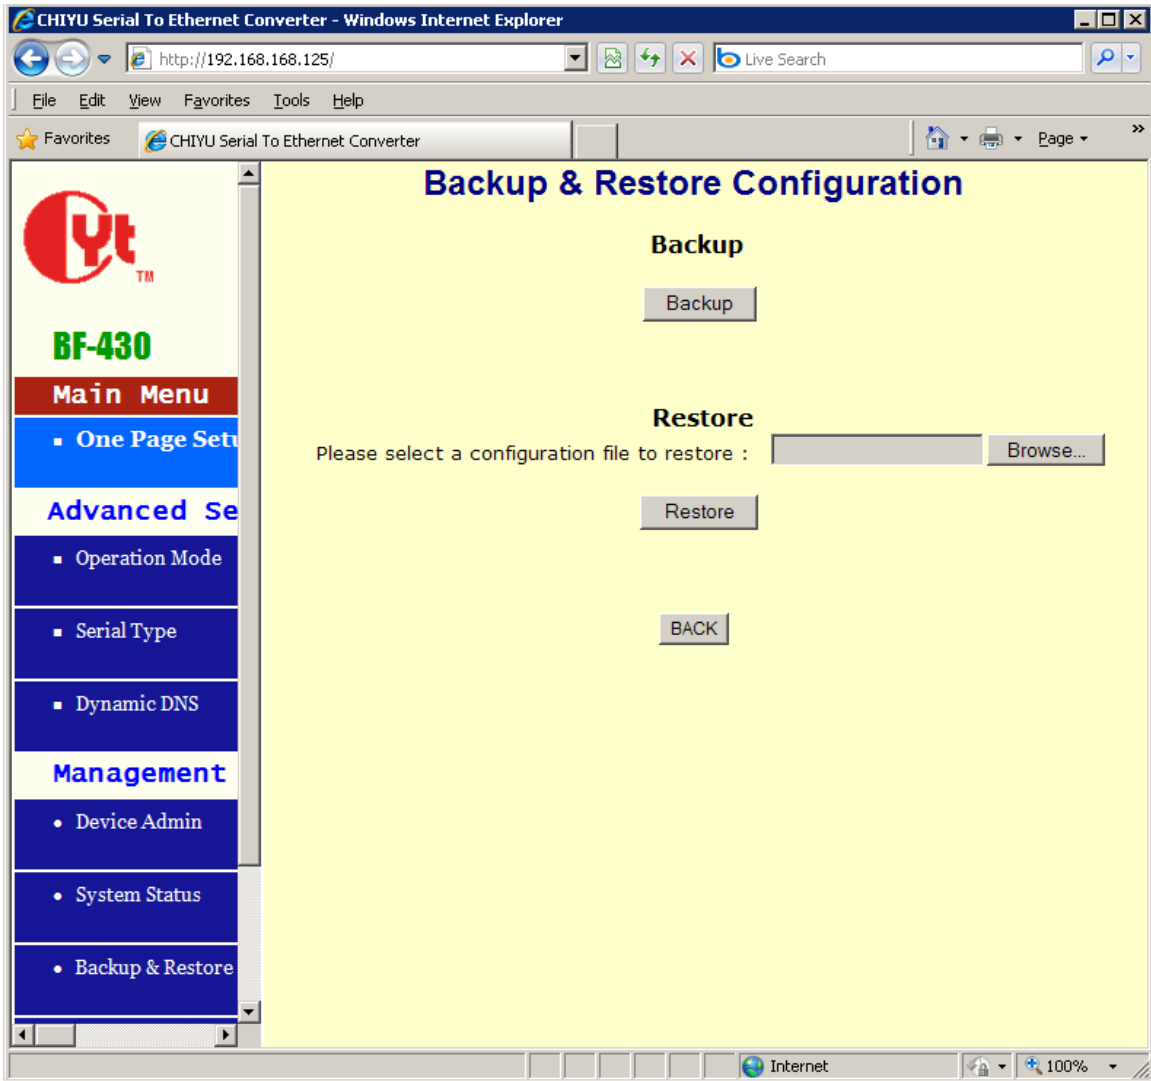 CHIYU Serial To Ethernet Converter - Windows Internet Explorer
http://192.168.168.125/
Live Search
File Edit View Favorites Tools Help
Favorites
CHIYU Serial To Ethernet Converter
Page
»
Cyt
TM
BF-430
Main Menu
One Page Setu
Advanced Se
Operation Mode
Serial Type
Dynamic DNS
Management
Device Admin
System Status
Backup & Restore
Backup & Restore Configuration
Backup
Backup
Restore
Please select a configuration file to restore :
Browse...
Restore
BACK
Internet
100%